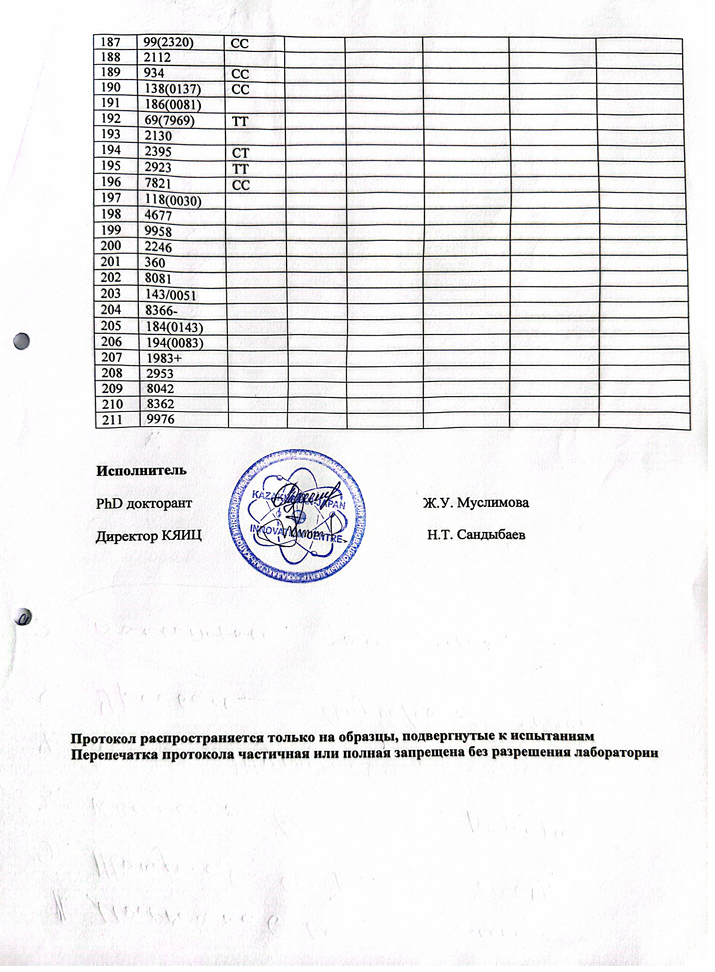 187 99(2320) CC
188 2112
189 934 CC
190 138(0137) CC
191 186(0081)
192 69(7969) TT
193 2130
194 2395 CT
195 2923 TT
196 7821 CC
197 118(0030)
198 4677
199 9958
200 2246
201 360
202 8081
203 143/0051
204 8366-
205 184(0143)
206 194(0083)
207 1983+
208 2953
209 8042
210 8362
211 9976
Исполнитель
PhD докторант Ж.У. Муслимова
Директор КЯИЦ Н.Т. Сандыбаев
JAPAN
INNOVATION CENTRE
Протокол распространяется только на образцы, подвергнутые к испытаниям
Перепечатка протокола частичная или полная запрещена без разрешения лаборатории